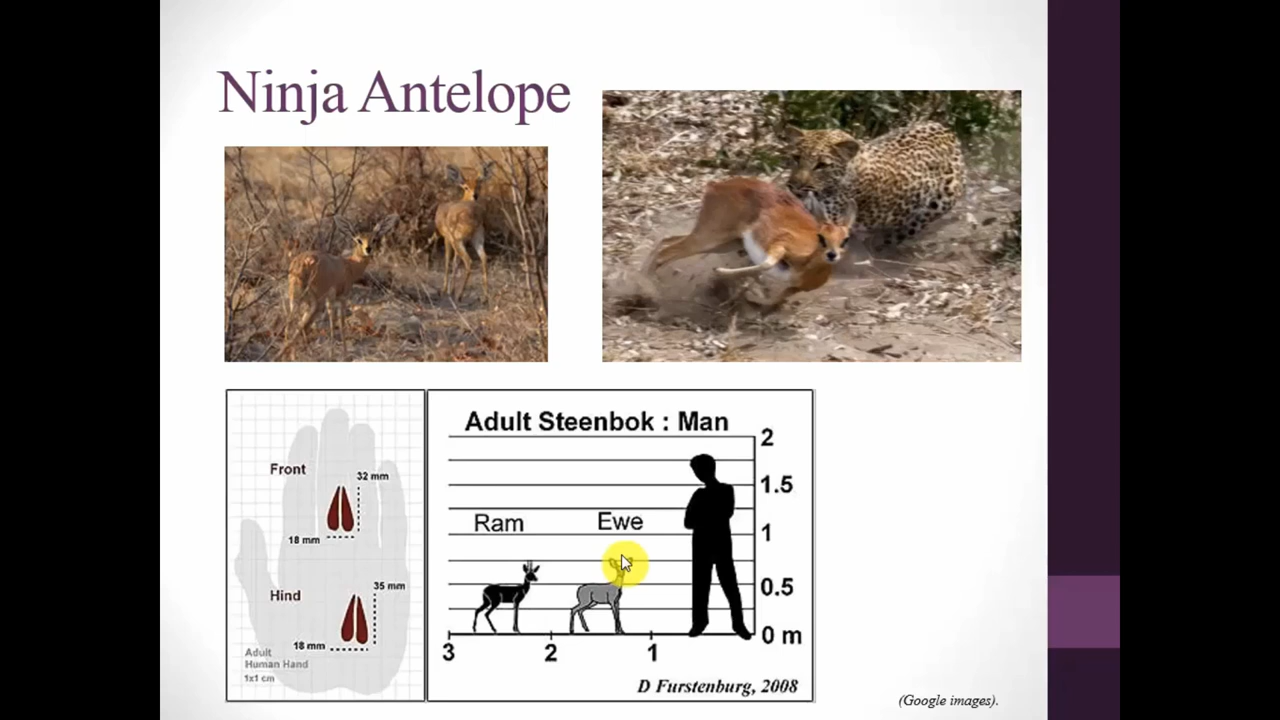 Ninja Antelope
Front
32 mm
18 mm
Hind
35 mm
18 mm
Adult
Human Hand
1x1 cm
Adult Steenbok : Man
2
1.5
Ram
Ewe
1
0.5
0 m
3
2
1
D Furstenburg, 2008
(Google images).